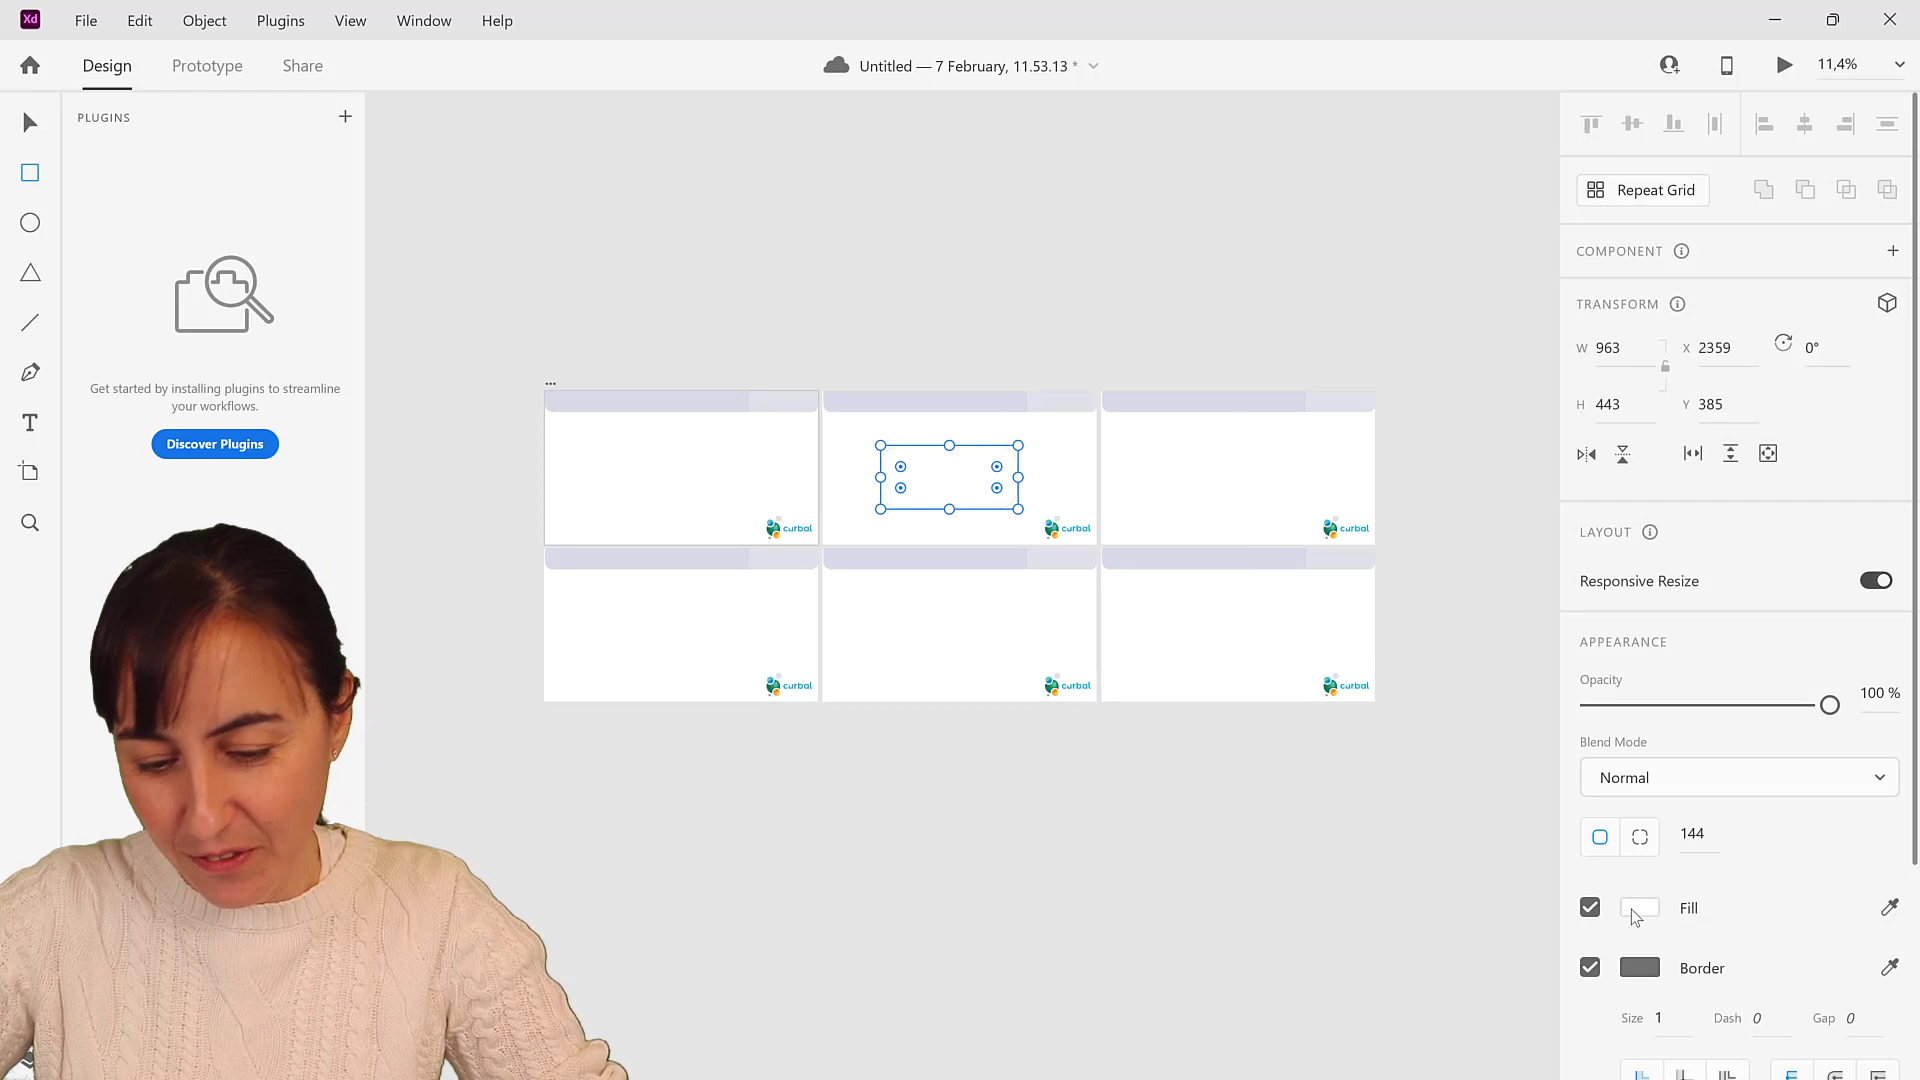 Xd File Edit Object Plugins View Window Help
Design Prototype Share Untitled — 7 February, 11.53.13 * 11,4%
PLUGINS
Get started by installing plugins to streamline
your workflows.
Discover Plugins
T
curbal curbal curbal
curbal curbal curbal
Repeat Grid
COMPONENT
TRANSFORM
W 963 X 2359 0°
H 443 Y 385
LAYOUT
Responsive Resize
APPEARANCE
Opacity
100 %
Blend Mode
Normal
144
Fill
Border
Size 1 Dash 0 Gap 0